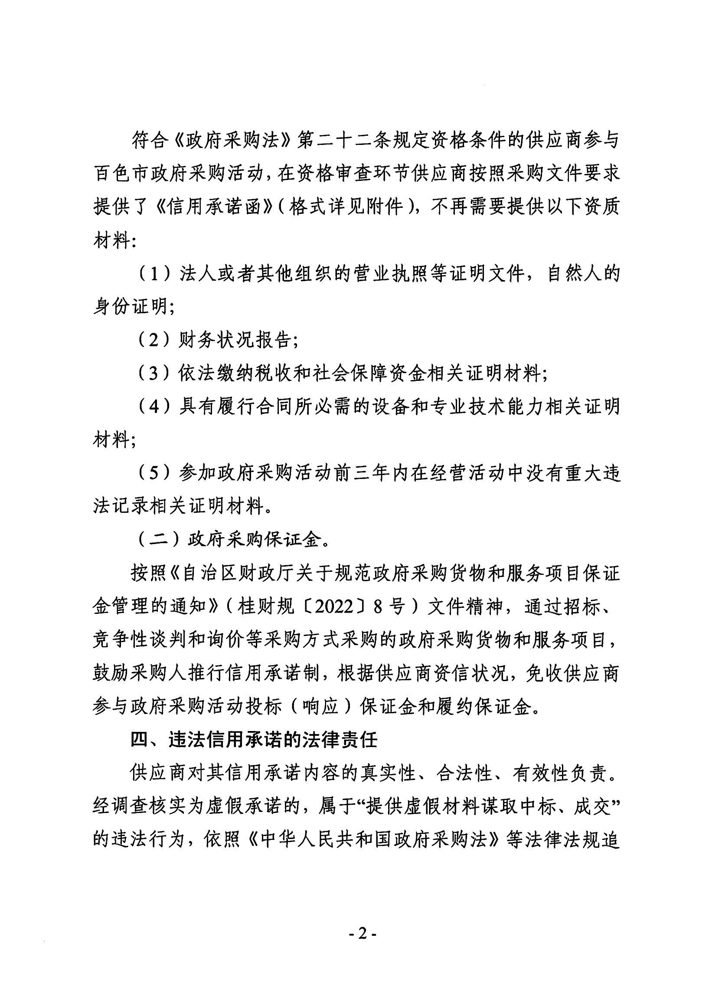 符合《政府采购法》第二十二条规定资格条件的供应商参与
百色市政府采购活动，在资格审查环节供应商按照采购文件要求
提供了《信用承诺函》（格式详见附件），不再需要提供以下资质
材料：
（1）法人或者其他组织的营业执照等证明文件，自然人的
身份证明；
（2）财务状况报告；
（3）依法缴纳税收和社会保障资金相关证明材料；
（4）具有履行合同所必需的设备和专业技术能力相关证明
材料；
（5）参加政府采购活动前三年内在经营活动中没有重大违
法记录相关证明材料。
（二）政府采购保证金。
按照《自治区财政厅关于规范政府采购货物和服务项目保证
金管理的通知》（桂财规〔2022〕8号）文件精神，通过招标、
竞争性谈判和询价等采购方式采购的政府采购货物和服务项目，
鼓励采购人推行信用承诺制，根据供应商资信状况，免收供应商
参与政府采购活动投标（响应）保证金和履约保证金。
四、违法信用承诺的法律责任
供应商对其信用承诺内容的真实性、合法性、有效性负责。
经调查核实为虚假承诺的，属于“提供虚假材料谋取中标、成交”
的违法行为，依照《中华人民共和国政府采购法》等法律法规追
- 2 -